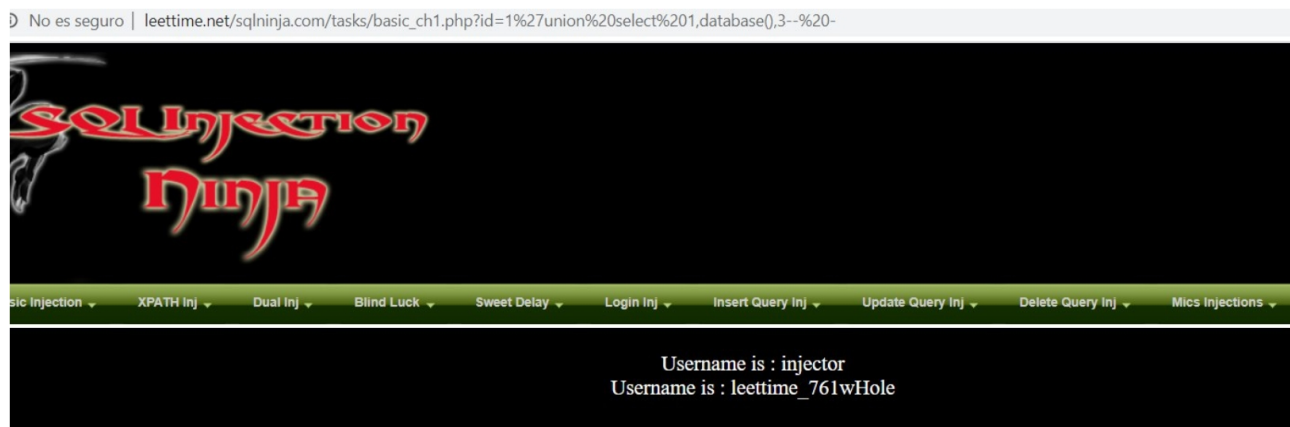 No es seguro | leettime.net/sqlninja.com/tasks/basic_ch1.php?id=1%27union%20select%201,database(),3--%20-
SQL Injection
Ninja
sic Injection XPATH Inj Dual Inj Blind Luck Sweet Delay Login Inj Insert Query Inj Update Query Inj Delete Query Inj Mics Injections
Username is : injector
Username is : leettime_761wHole